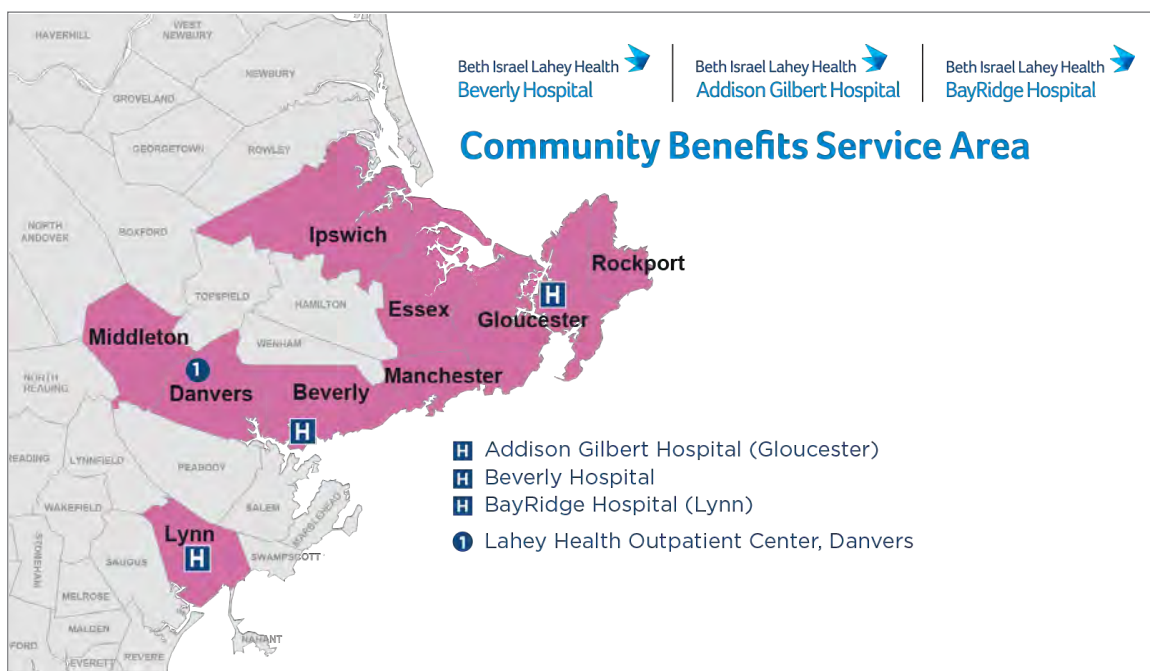 HAVERHILL
WEST
NEWBURY
NEWBURY
GROVELAND
GEORGETOWN
ROWLEY
NORTH
ANDOVER
BOXFORD
TOPSFIELD
HAMILTON
WENHAM
NORTH
READING
READING
LYNNFIELD
PEABODY
WAKEFIELD
SALEM
MARBLEHEAD
STONEHAM
SAUGUS
SWAMPSCOTT
MELROSE
MALDEN
NAHANT
FORD
EVERETT
REVERE
Ipswich
Rockport
Essex
Gloucester
Middleton
Manchester
Danvers
Beverly
Lynn
H
H
H
1
Beth Israel Lahey Health
Beverly Hospital
Beth Israel Lahey Health
Addison Gilbert Hospital
Beth Israel Lahey Health
BayRidge Hospital
Community Benefits Service Area
H Addison Gilbert Hospital (Gloucester)
H Beverly Hospital
H BayRidge Hospital (Lynn)
1 Lahey Health Outpatient Center, Danvers